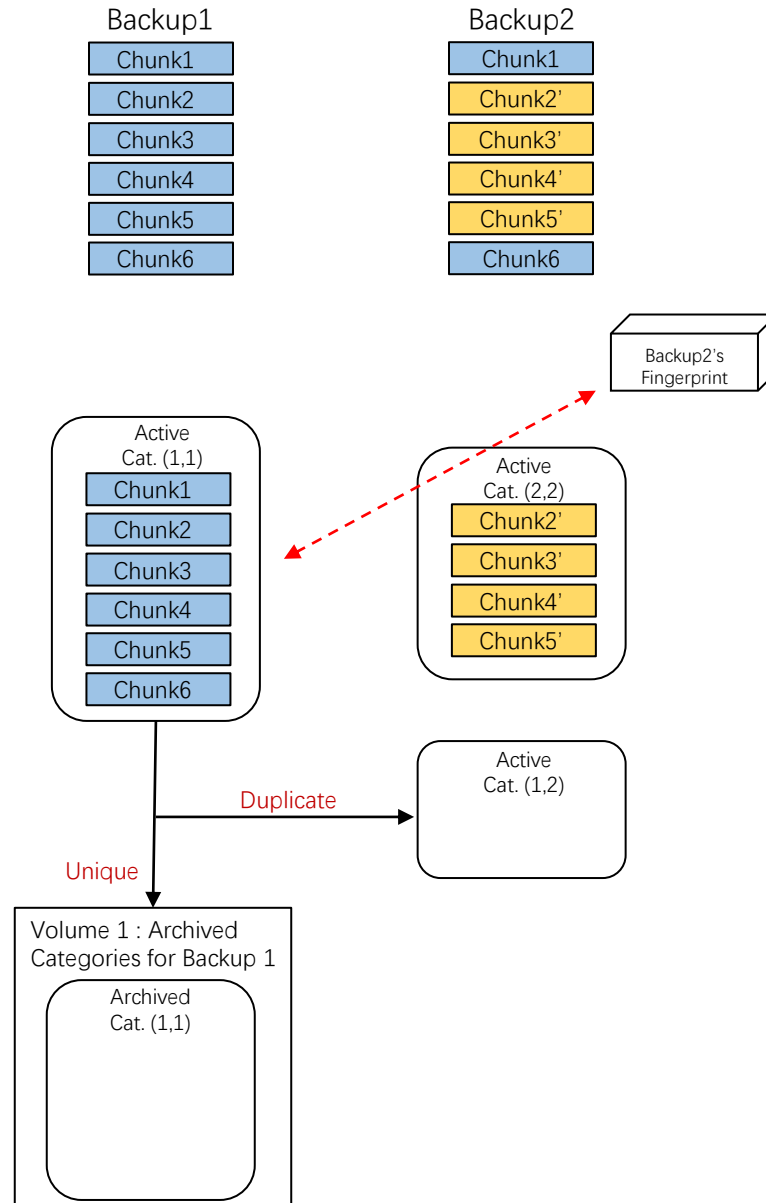 Backup1
Backup2
Chunk1
Chunk2
Chunk3
Chunk4
Chunk5
Chunk6
Chunk1
Chunk2’
Chunk3’
Chunk4’
Chunk5’
Chunk6
Backup2’s
Fingerprint
Active
Cat. (1,1)
Chunk1
Chunk2
Chunk3
Chunk4
Chunk5
Chunk6
Active
Cat. (2,2)
Chunk2’
Chunk3’
Chunk4’
Chunk5’
Duplicate
Active
Cat. (1,2)
Unique
Volume 1 : Archived
Categories for Backup 1
Archived
Cat. (1,1)